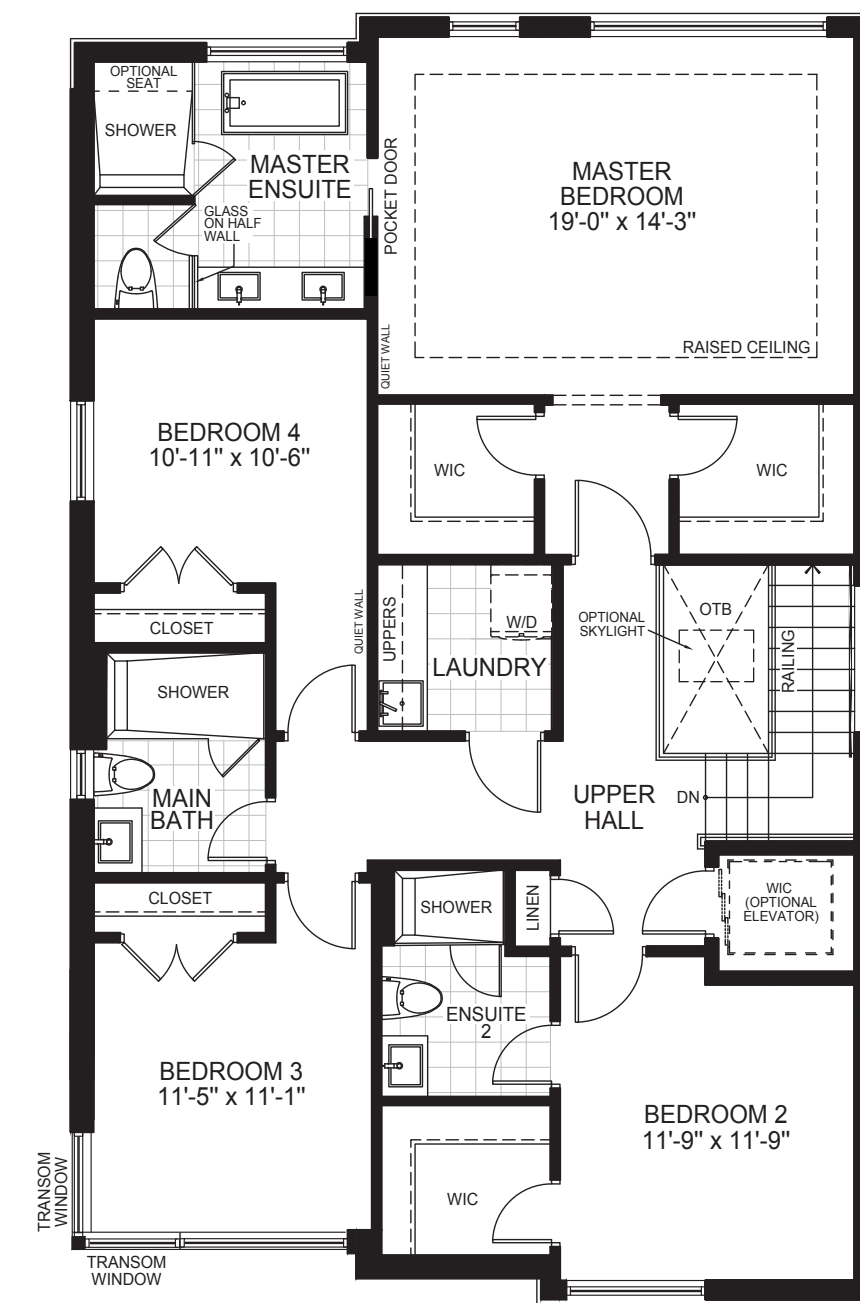 OPTIONAL
SEAT
SHOWER
MASTER
ENSUITE
GLASS
ON HALF
WALL
POCKET DOOR
MASTER
BEDROOM
19'-0" x 14'-3"
RAISED CEILING
QUIET WALL
BEDROOM 4
10'-11" x 10'-6"
WIC
WIC
CLOSET
QUIET WALL
UPPERS
W/D
LAUNDRY
OPTIONAL
SKYLIGHT
OTB
RAILING
SHOWER
MAIN
BATH
UPPER
HALL
DN
CLOSET
SHOWER
LINEN
WIC
(OPTIONAL
ELEVATOR)
ENSUITE
2
BEDROOM 3
11'-5" x 11'-1"
BEDROOM 2
11'-9" x 11'-9"
WIC
TRANSOM
WINDOW
TRANSOM
WINDOW